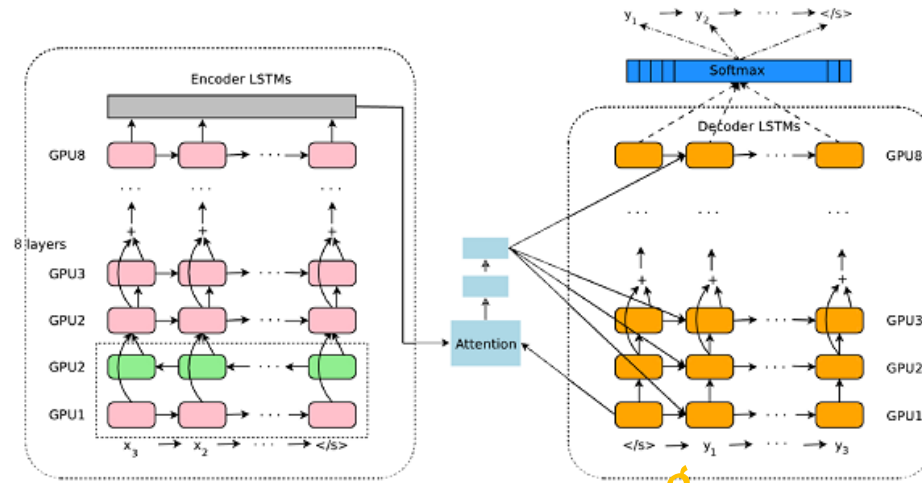 y1 y2 ... </s>
Softmax
Encoder LSTMs
Decoder LSTMs
GPU8
GPU8
...
...
8 layers
+ + +
GPU3
+ + +
GPU3
GPU2
GPU2
GPU2
Attention
GPU1
GPU1
x3 x2 ... </s>
</s> y1 ... y3